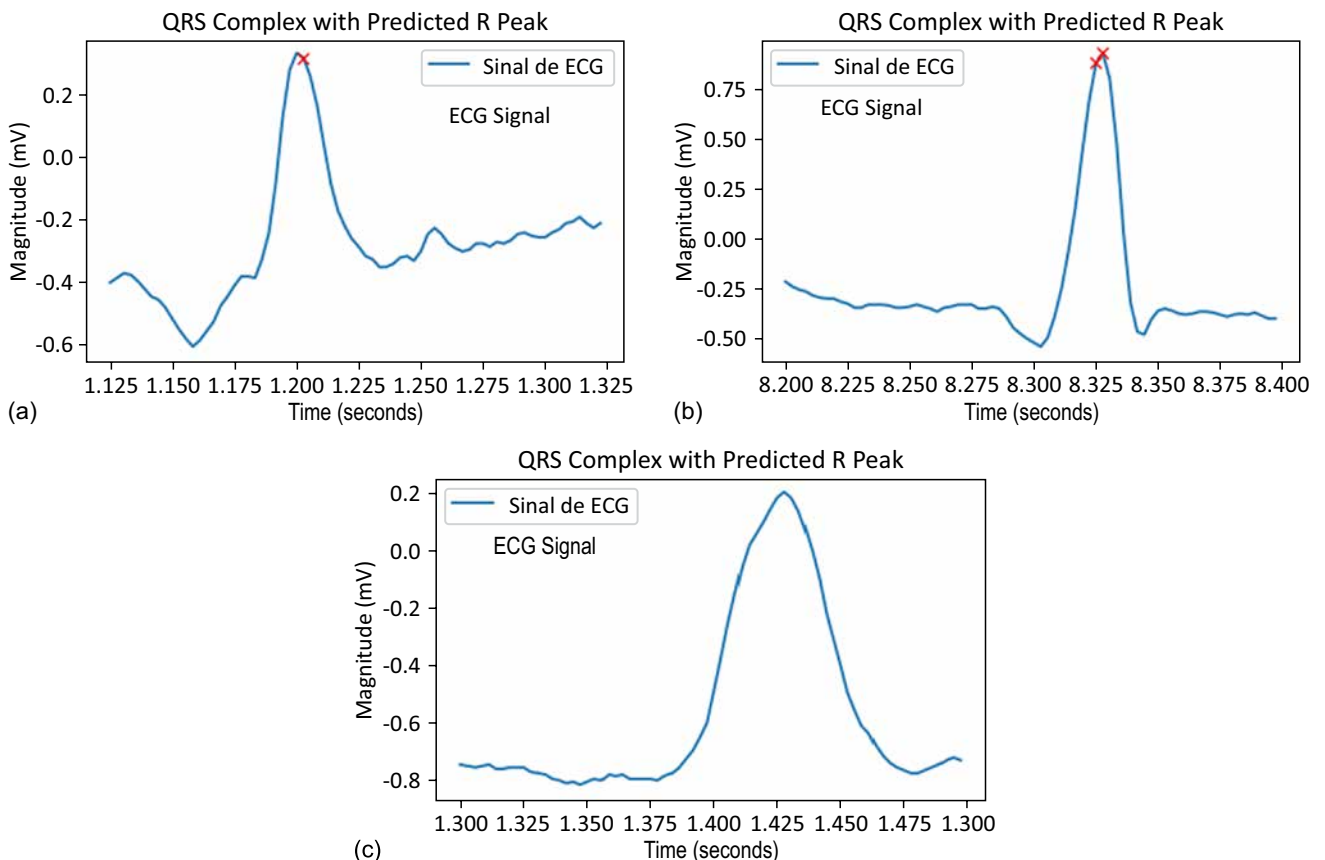 QRS Complex with Predicted R Peak
Sinal de ECG
ECG Signal
Magnitude (mV)
0.2
0.0
-0.2
-0.4
-0.6
1.125 1.150 1.175 1.200 1.225 1.250 1.275 1.300 1.325
Time (seconds)
(a)
QRS Complex with Predicted R Peak
Sinal de ECG
ECG Signal
Magnitude (mV)
0.75
0.50
0.25
0.00
-0.25
-0.50
8.200 8.225 8.250 8.300 8.325 8.350 8.375 8.400
Time (seconds)
(b)
QRS Complex with Predicted R Peak
Sinal de ECG
ECG Signal
Magnitude (mV)
0.2
0.0
-0.2
-0.4
-0.6
-0.8
1.300 1.325 1.350 1.375 1.400 1.425 1.450 1.475 1.300
Time (seconds)
(c)